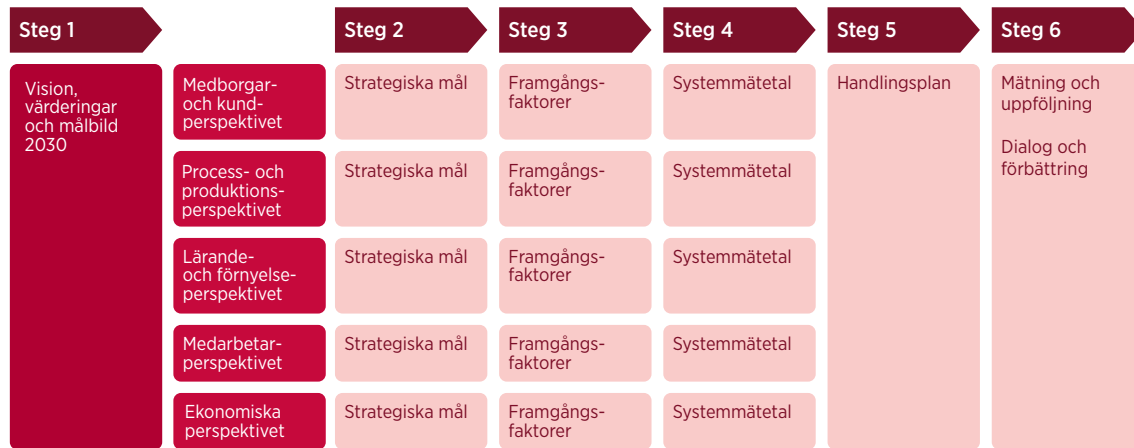 Steg 1
Steg 2
Steg 3
Steg 4
Steg 5
Steg 6
Vision,
värderingar
och målbild
2030
Medborgar-
och kund-
perspektivet
Strategiska mål
Framgångs-
faktorer
Systemmätetal
Handlingsplan
Mätning och
uppföljning
Dialog och
förbättring
Process- och
produktions-
perspektivet
Strategiska mål
Framgångs-
faktorer
Systemmätetal
Lärande-
och förnyelse-
perspektivet
Strategiska mål
Framgångs-
faktorer
Systemmätetal
Medarbetar-
perspektivet
Strategiska mål
Framgångs-
faktorer
Systemmätetal
Ekonomiska
perspektivet
Strategiska mål
Framgångs-
faktorer
Systemmätetal